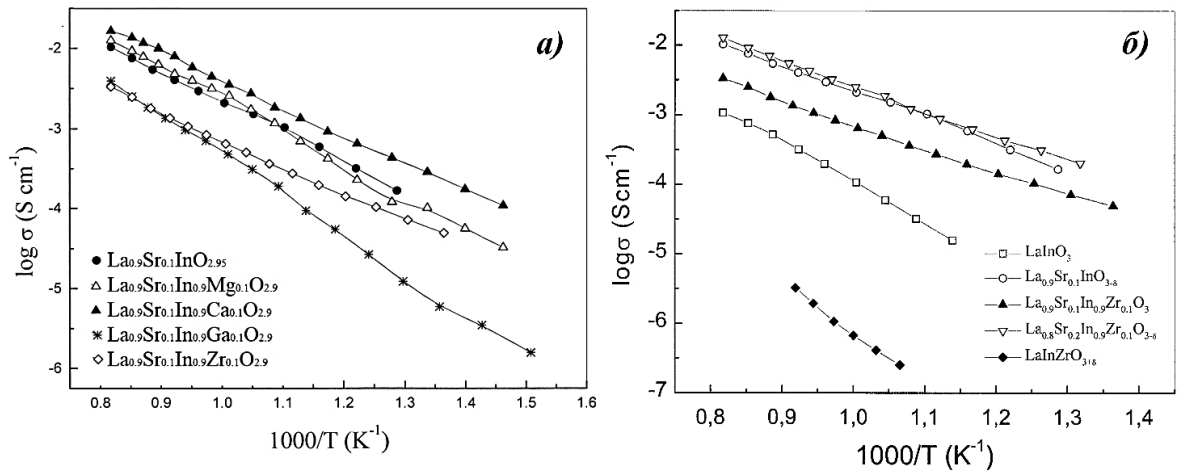 а)
-2
-3
-4
-5
-6
log σ (S cm⁻¹)
La₀.₉Sr₀.₁InO₂.₉₅
La₀.₉Sr₀.₁In₀.₉Mg₀.₁O₂.₉
La₀.₉Sr₀.₁In₀.₉Ca₀.₁O₂.₉
La₀.₉Sr₀.₁In₀.₉Ga₀.₁O₂.₉
La₀.₉Sr₀.₁In₀.₉Zr₀.₁O₂.₉
0.8 0.9 1.0 1.1 1.2 1.3 1.4 1.5 1.6
1000/T (K⁻¹)
б)
-2
-3
-4
-5
-6
-7
logσ (Scm⁻¹)
LaInO₃
La₀.₉Sr₀.₁InO₃₋δ
La₀.₉Sr₀.₁In₀.₉Zr₀.₁O₃
La₀.₈Sr₀.₂In₀.₉Zr₀.₁O₃₋δ
LaInZrO₃₊δ
0,8 0,9 1,0 1,1 1,2 1,3 1,4
1000/T (K⁻¹)